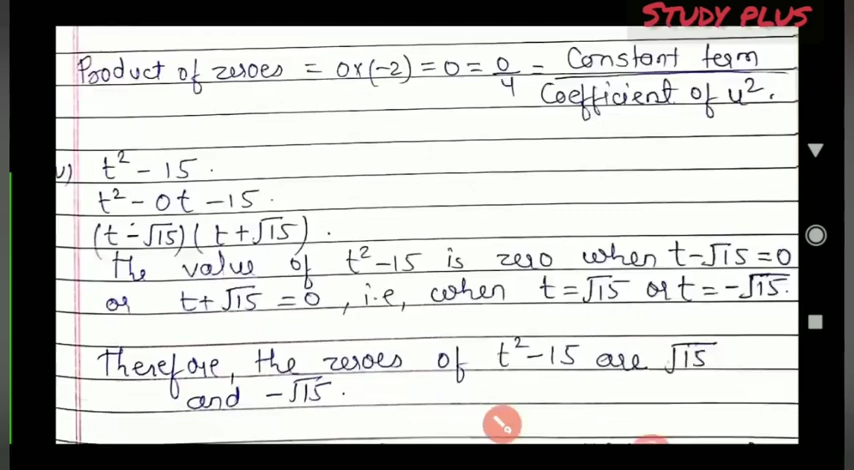 STUDY PLUS
Product of zeroes = 0×(-2) = 0 = 0/4 = Constant term / Coefficient of u².
v) t² - 15.
t² - 0t - 15.
(t - √15)(t + √15).
The value of t² - 15 is zero when t - √15 = 0
or t + √15 = 0, i.e, when t = √15 or t = -√15.
Therefore, the zeroes of t² - 15 are √15
and -√15.